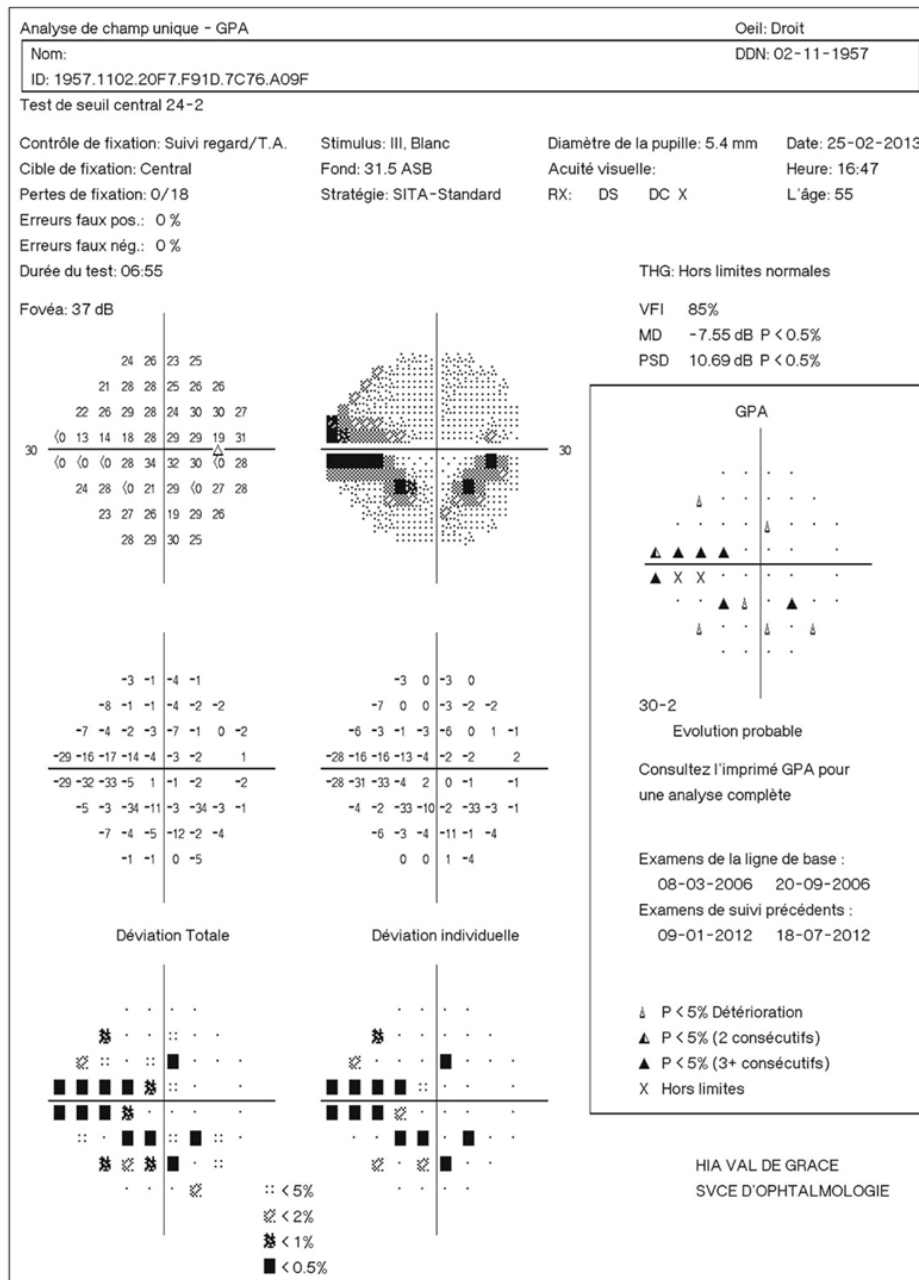 Analyse de champ unique - GPA
Oeil: Droit
Nom:
DDN: 02-11-1957
ID: 1957.1102.20F7.F91D.7C76.A09F
Test de seuil central 24-2
Contrôle de fixation: Suivi regard/T.A.
Stimulus: III, Blanc
Diamètre de la pupille: 5.4 mm
Date: 25-02-2013
Cible de fixation: Central
Fond: 31.5 ASB
Acuité visuelle:
Heure: 16:47
Pertes de fixation: 0/18
Stratégie: SITA-Standard
RX: DS DC X
L'âge: 55
Erreurs faux pos.: 0 %
Erreurs faux nég.: 0 %
Durée du test: 06:55
THG: Hors limites normales
Fovéa: 37 dB
VFI 85%
MD -7.55 dB P < 0.5%
PSD 10.69 dB P < 0.5%
24 26 23 25
21 28 28 25 26 26
22 26 29 28 24 30 30 27
<0 13 14 18 28 29 29 19 31
30
<0 <0 <0 28 34 32 30 <0 28
24 28 <0 21 29 <0 27 28
23 27 26 19 29 26
28 29 30 25
30
GPA
-3 -1 -4 -1
-8 -1 -1 -4 -2 -2
-7 -4 -2 -3 -7 -1 0 -2
-29 -16 -17 -14 -4 -3 -2 1
-29 -32 -33 -5 1 -1 -2 -2
-5 -3 -34 -11 -3 -34 -3 -1
-7 -4 -5 -12 -2 -4
-1 -1 0 -5
Déviation Totale
-3 0 -3 0
-7 0 0 -3 -2 -2
-6 -3 -1 -3 -6 0 1 -1
-28 -16 -16 -13 -4 -2 -2 2
-28 -31 -33 -4 2 0 -1 -1
-4 -2 -33 -10 -2 -33 -3 -1
-6 -3 -4 -11 -1 -4
0 0 1 -4
Déviation individuelle
X X
30-2
Evolution probable
Consultez l'imprimé GPA pour
une analyse complète
Examens de la ligne de base :
08-03-2006 20-09-2006
Examens de suivi précédents :
09-01-2012 18-07-2012
P < 5% Détérioration
P < 5% (2 consécutifs)
P < 5% (3+ consécutifs)
X Hors limites
< 5%
< 2%
< 1%
< 0.5%
HIA VAL DE GRACE
SVCE D'OPHTALMOLOGIE